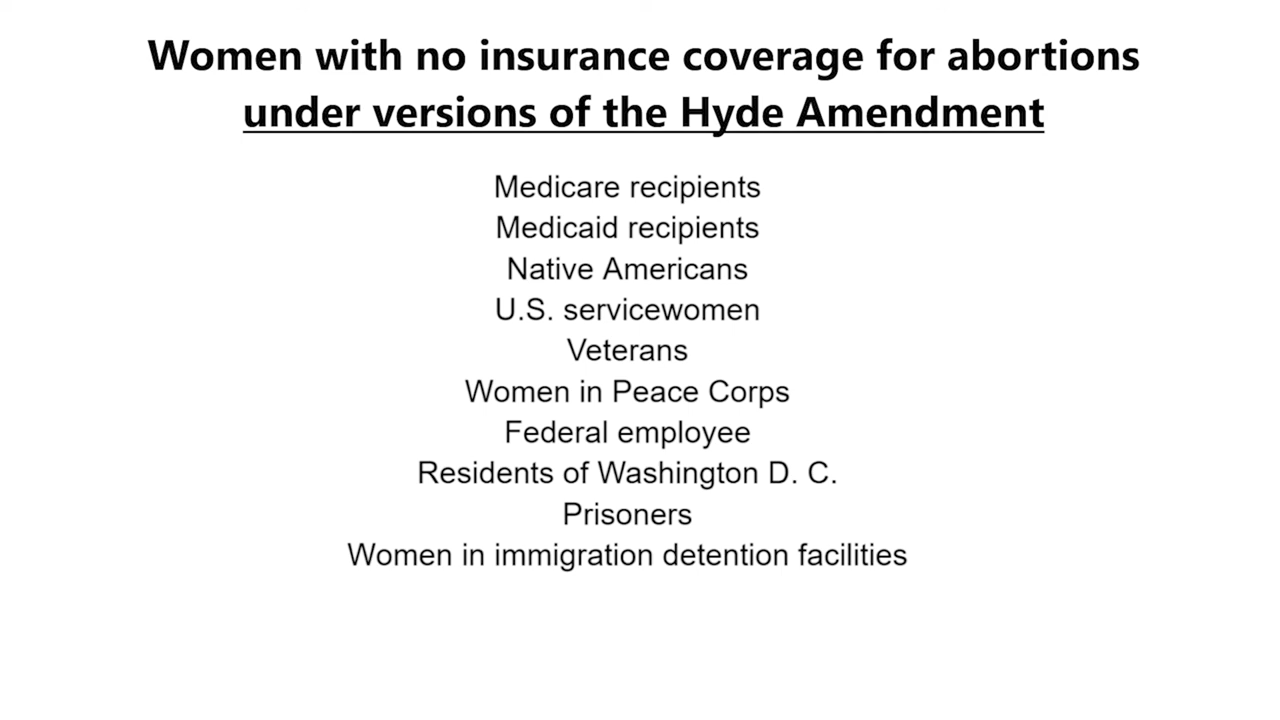 Women with no insurance coverage for abortions
under versions of the Hyde Amendment
Medicare recipients
Medicaid recipients
Native Americans
U.S. servicewomen
Veterans
Women in Peace Corps
Federal employee
Residents of Washington D. C.
Prisoners
Women in immigration detention facilities